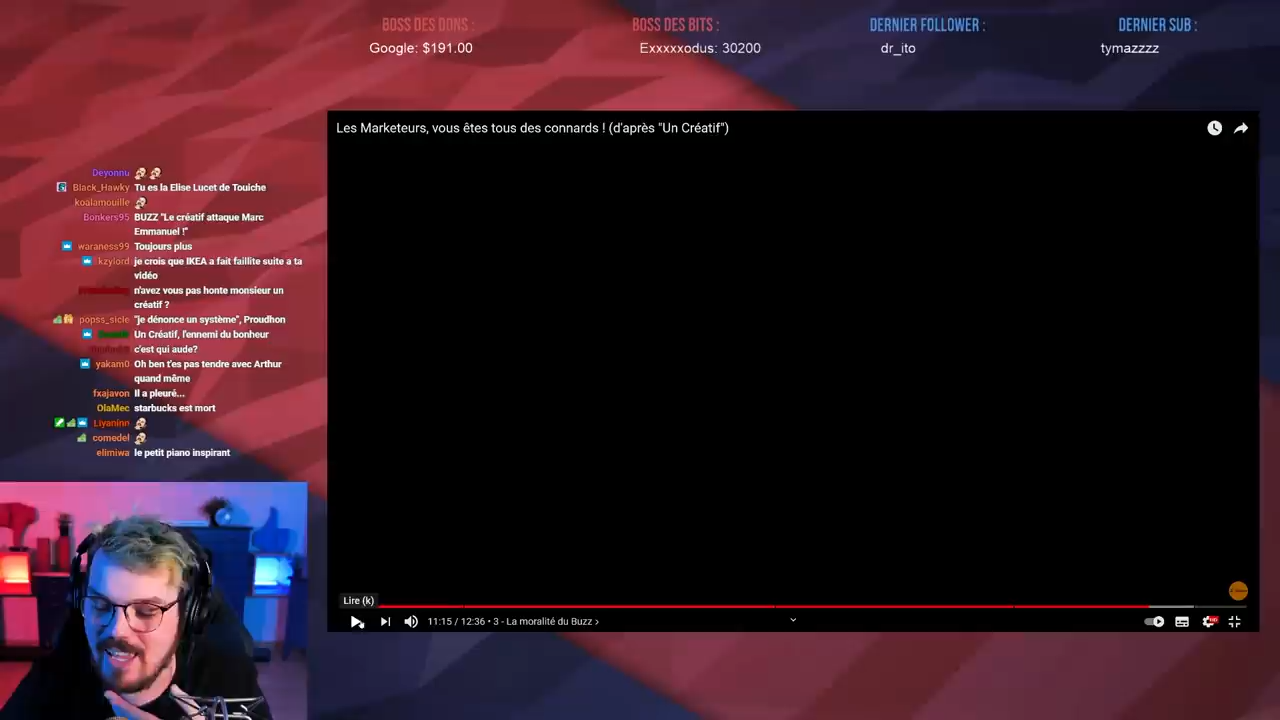 BOSS DES DONS :
BOSS DES BITS :
DERNIER FOLLOWER :
DERNIER SUB :
Google: $191.00
Exxxxxodus: 30200
dr_ito
tymazzzz
Les Marketeurs, vous êtes tous des connards ! (d'après "Un Créatif")
Deyonnu
Black_Hawky Tu es la Elise Lucet de Touiche
koalamouille
Bonkers95 BUZZ "Le créatif attaque Marc
Emmanuel !"
waraness99 Toujours plus
kzylord je crois que IKEA a fait faillite suite a ta
vidéo
n'avez vous pas honte monsieur un
créatif ?
popss_sicle "je dénonce un système", Proudhon
Un Créatif, l'ennemi du bonheur
c'est qui aude?
yakam0 Oh ben t'es pas tendre avec Arthur
quand même
fxajavon Il a pleuré...
OlaMec starbucks est mort
Liyaninn
comedel
elimiwa le petit piano inspirant
Lire (k)
11:15 / 12:36 • 3 - La moralité du Buzz >